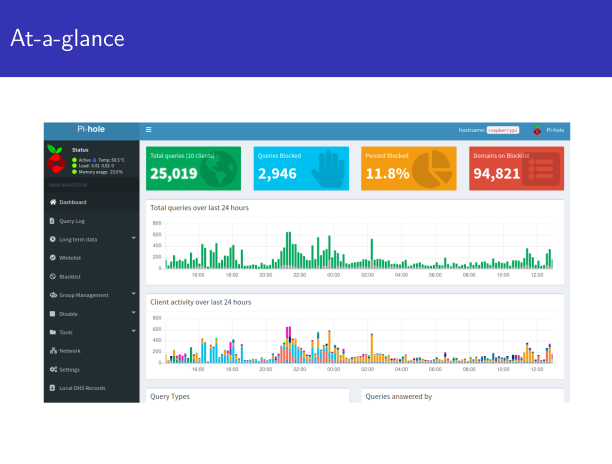 At-a-glance
Pi-hole
hostname: raspberrypi
Pi-hole
Status
Active Temp: 50.5 °C
Load: 0.01 0.02 0
Memory usage: 23.0%
MAIN NAVIGATION
Dashboard
Query Log
Long term data
Whitelist
Blacklist
Group Management
Disable
Tools
Network
Settings
Local DNS Records
Total queries (10 clients)
25,019
Queries Blocked
2,946
Percent Blocked
11.8%
Domains on Blocklist
94,821
Total queries over last 24 hours
800
600
400
200
0
16:00 18:00 20:00 22:00 00:00 02:00 04:00 06:00 08:00 10:00 12:00
Client activity over last 24 hours
800
600
400
200
0
16:00 18:00 20:00 22:00 00:00 02:00 04:00 06:00 08:00 10:00 12:00
Query Types
Queries answered by